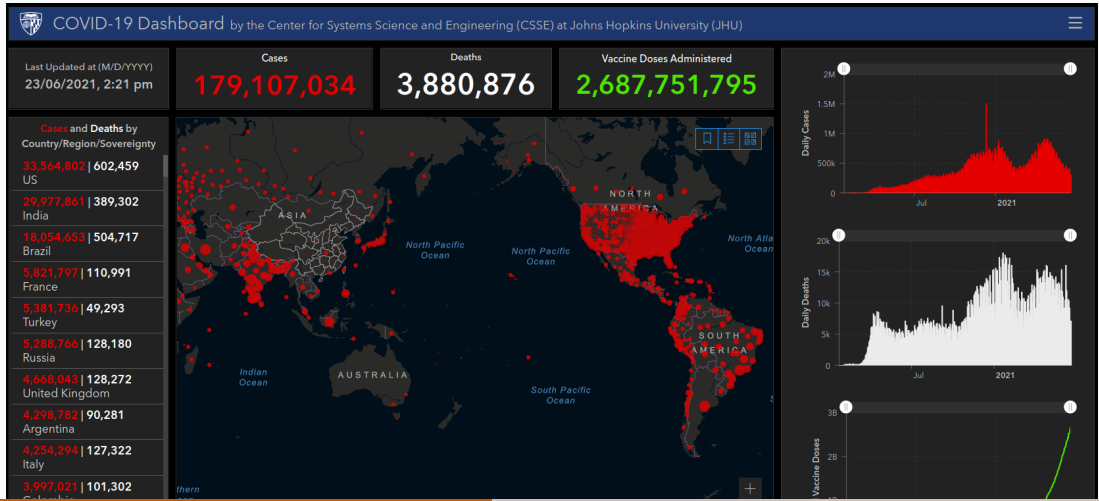 COVID-19 Dashboard by the Center for Systems Science and Engineering (CSSE) at Johns Hopkins University (JHU)
Last Updated at (M/D/YYYY)
23/06/2021, 2:21 pm
Cases
179,107,034
Deaths
3,880,876
Vaccine Doses Administered
2,687,751,795
Cases and Deaths by
Country/Region/Sovereignty
33,564,802 | 602,459
US
29,977,861 | 389,302
India
18,054,653 | 504,717
Brazil
5,821,797 | 110,991
France
5,381,736 | 49,293
Turkey
5,288,766 | 128,180
Russia
4,668,043 | 128,272
United Kingdom
4,298,782 | 90,281
Argentina
4,254,294 | 127,322
Italy
3,997,021 | 101,302
ASIA
NORTH
AMERICA
North Pacific
Ocean
North Pacific
Ocean
North Atla
Ocean
SOUTH
AMERICA
Indian
Ocean
AUSTRALIA
South Pacific
Ocean
thern
2M
1.5M
1M
500k
0
Daily Cases
Jul
2021
20k
15k
10k
5k
0
Daily Deaths
Jul
2021
3B
2B
Vaccine Doses